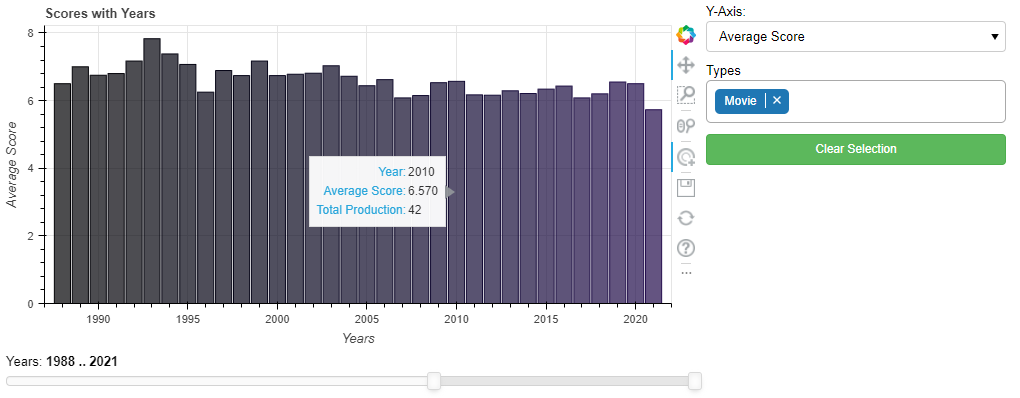 Scores with Years
8
6
4
2
0
Average Score
1990 1995 2000 2005 2010 2015 2020
Years
Year: 2010
Average Score: 6.570
Total Production: 42
Years: 1988 .. 2021
Y-Axis:
Average Score
Types
Movie ×
Clear Selection